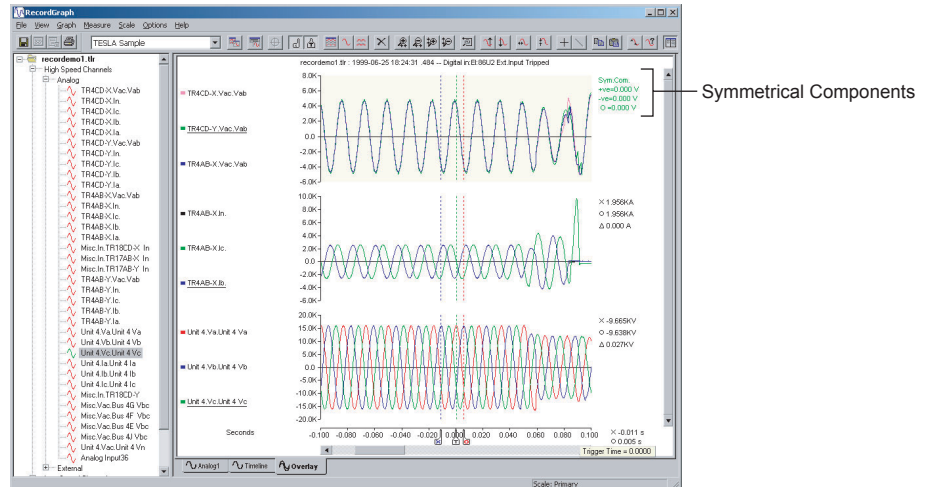 RecordGraph
File View Graph Measure Scale Options Help
TESLA Sample
recordemo1.tlr
High Speed Channels
Analog
TR4CD-X.Vac.Vab
TR4CD-X.In.
TR4CD-X.Ic.
TR4CD-X.Ib.
TR4CD-X.Ia.
TR4CD-Y.Vac.Vab
TR4CD-Y.In.
TR4CD-Y.Ic.
TR4CD-Y.Ib.
TR4CD-Y.Ia.
TR4AB-X.Vac.Vab
TR4AB-X.In.
TR4AB-X.Ic.
TR4AB-X.Ib.
TR4AB-X.Ia.
Misc.In.TR18CD-X In
Misc.In.TR17AB-X In
Misc.In.TR17AB-Y In
TR4AB-Y.Vac.Vab
TR4AB-Y.In.
TR4AB-Y.Ic.
TR4AB-Y.Ib.
TR4AB-Y.Ia.
Unit 4.Va.Unit 4 Va
Unit 4.Vb.Unit 4 Vb
Unit 4.Vc.Unit 4 Vc
Unit 4.Ia.Unit 4 Ia
Unit 4.Ib.Unit 4 Ib
Unit 4.Ic.Unit 4 Ic
Misc.In.TR18CD-Y
Misc.Vac.Bus 4G Vbc
Misc.Vac.Bus 4F Vbc
Misc.Vac.Bus 4E Vbc
Misc.Vac.Bus 4J Vbc
Unit 4.Vac.Unit 4 Vn
Analog Input36
External
recordemo1.tlr : 1999-06-25 18:24:31 .484 -- Digital in:El:86U2 Ext.Input Tripped
TR4CD-X.Vac.Vab
TR4CD-Y.Vac.Vab
TR4AB-X.Vac.Vab
8.0K
6.0K
4.0K
2.0K
0.0
-2.0K
-4.0K
-6.0K
Sym.Com.
+ve=0.000 V
-ve=0.000 V
O =0.000 V
Symmetrical Components
TR4AB-X.In.
TR4AB-X.Ic.
TR4AB-X.Ib.
10.0K
8.0K
6.0K
4.0K
2.0K
0.0
-2.0K
-4.0K
-6.0K
X 1.956KA
O 1.956KA
Δ 0.000 A
Unit 4.Va.Unit 4 Va
Unit 4.Vb.Unit 4 Vb
Unit 4.Vc.Unit 4 Vc
20.0K
15.0K
10.0K
5.0K
0.0
-5.0K
-10.0K
-15.0K
-20.0K
X -9.665KV
O -9.638KV
Δ 0.027KV
Seconds
-0.100 -0.080 -0.060 -0.040 -0.020 0.000 0.020 0.040 0.060 0.080 0.100
X -0.011 s
O 0.005 s
Trigger Time = 0.0000
Analog1 Timeline Overlay
Scale: Primary